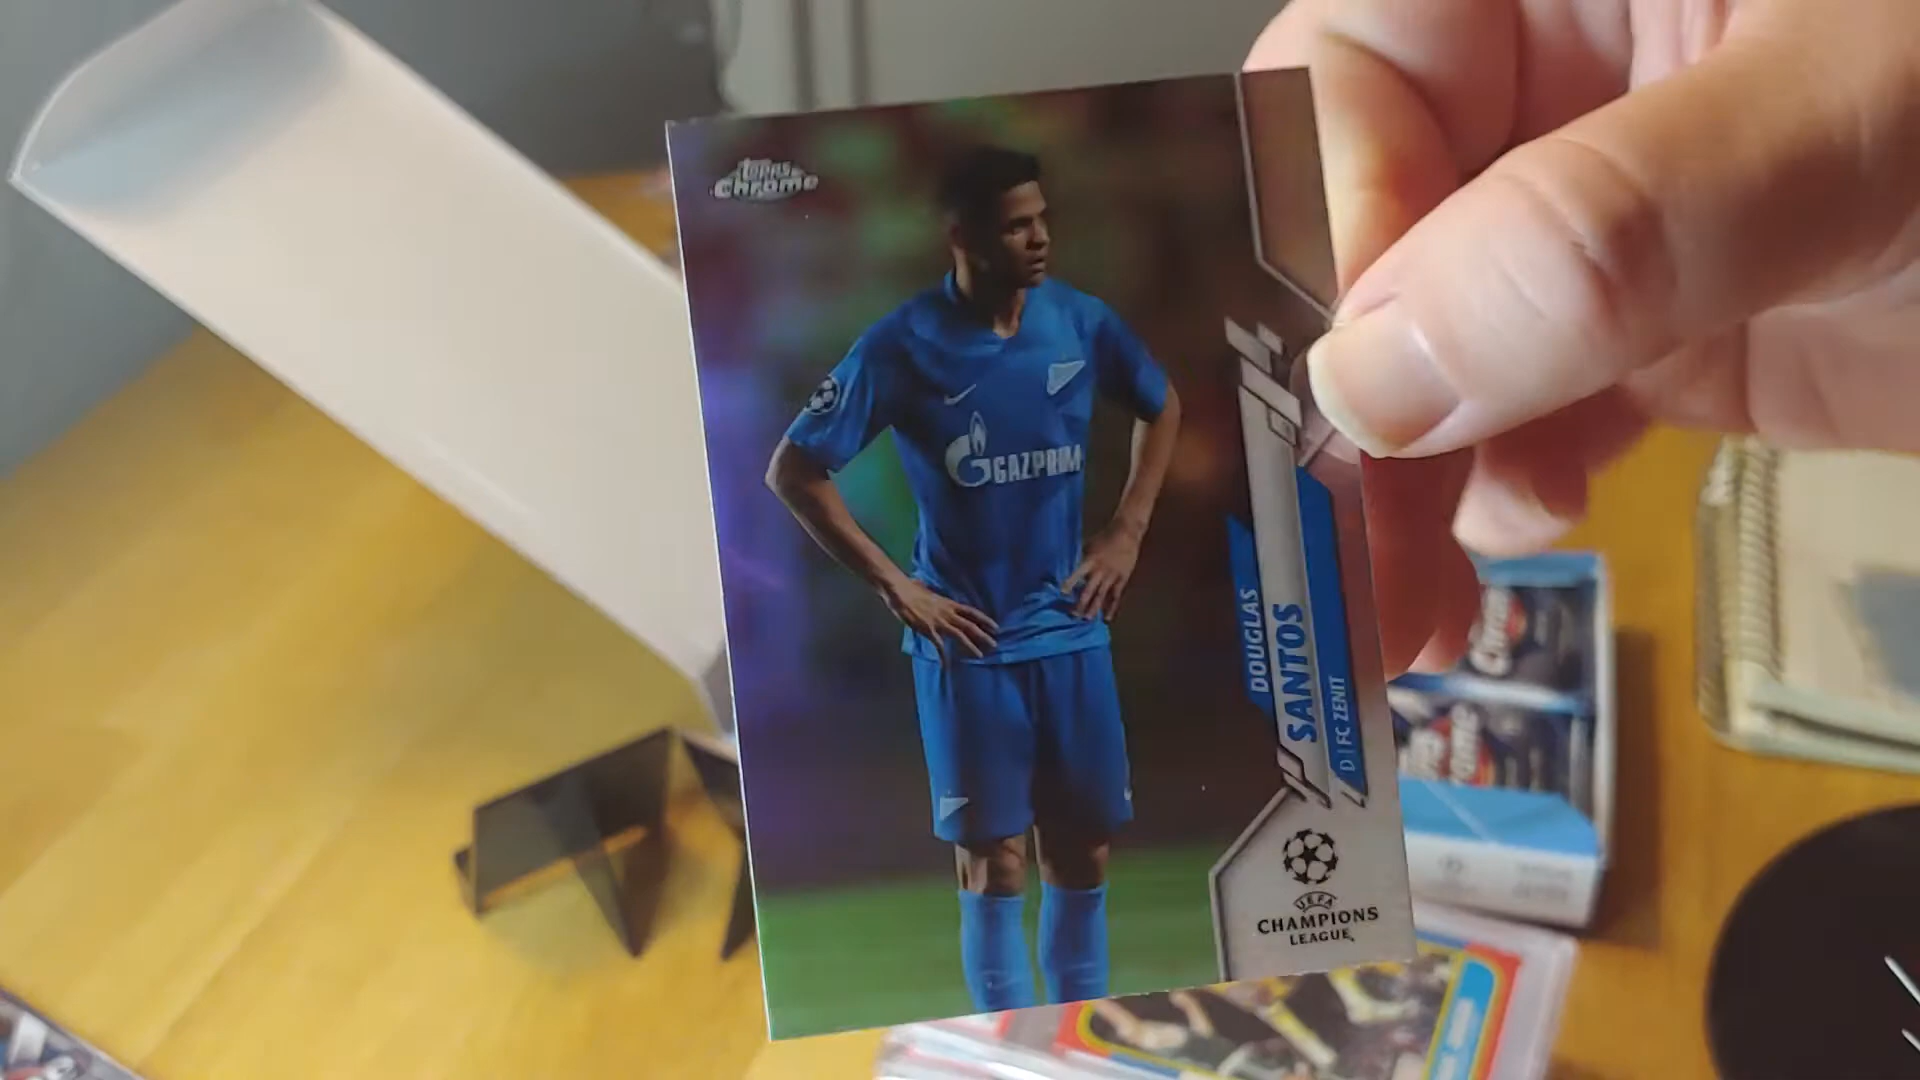 TOPPS
Chrome
GAZPROM
DOUGLAS
SANTOS
D | FC ZENIT
UEFA
CHAMPIONS
LEAGUE